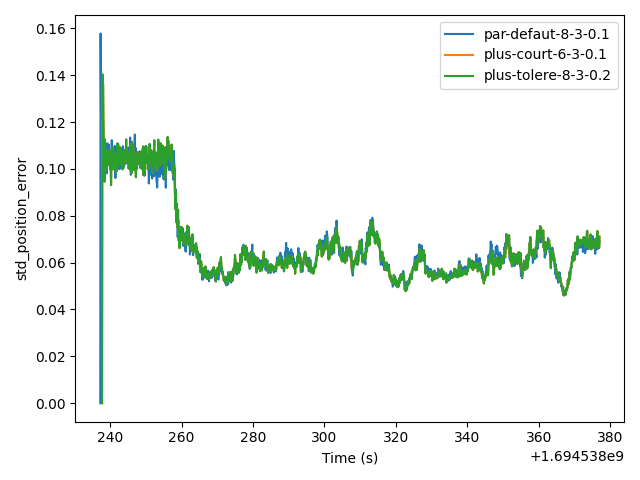 par-defaut-8-3-0.1
plus-court-6-3-0.1
plus-tolere-8-3-0.2
0.16
0.14
0.12
0.10
0.08
0.06
0.04
0.02
0.00
std_position_error
240
260
280
300
320
340
360
380
Time (s)
+1.694538e9